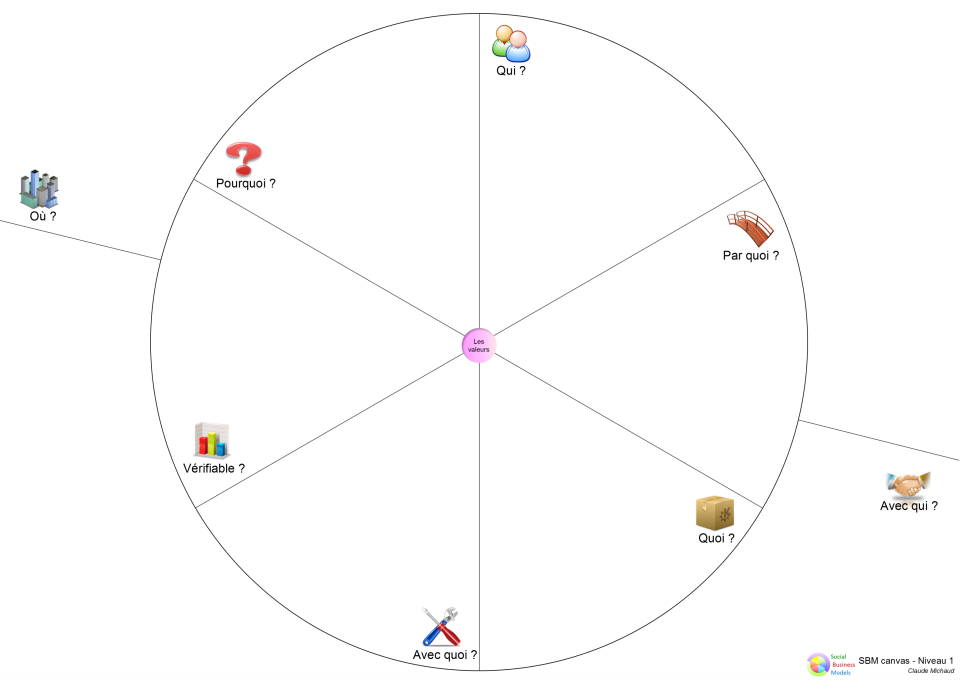 Qui ?
Pourquoi ?
Où ?
Par quoi ?
Les
valeurs
Vérifiable ?
Avec qui ?
Quoi ?
Avec quoi ?
Social
Business
Models
SBM canvas - Niveau 1
Claude Michaud